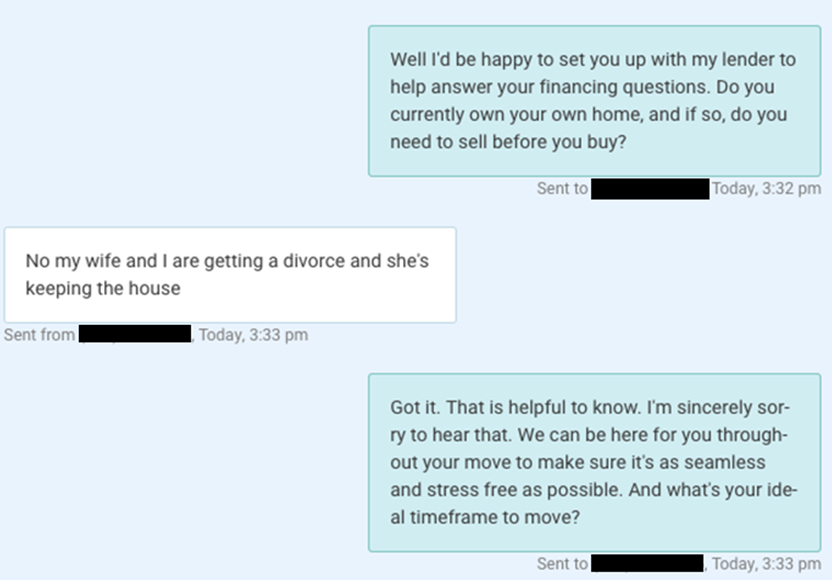 Well I'd be happy to set you up with my lender to
help answer your financing questions. Do you
currently own your own home, and if so, do you
need to sell before you buy?
Sent to Today, 3:32 pm
No my wife and I are getting a divorce and she's
keeping the house
Sent from , Today, 3:33 pm
Got it. That is helpful to know. I'm sincerely sor-
ry to hear that. We can be here for you through-
out your move to make sure it's as seamless
and stress free as possible. And what's your ide-
al timeframe to move?
Sent to , Today, 3:33 pm